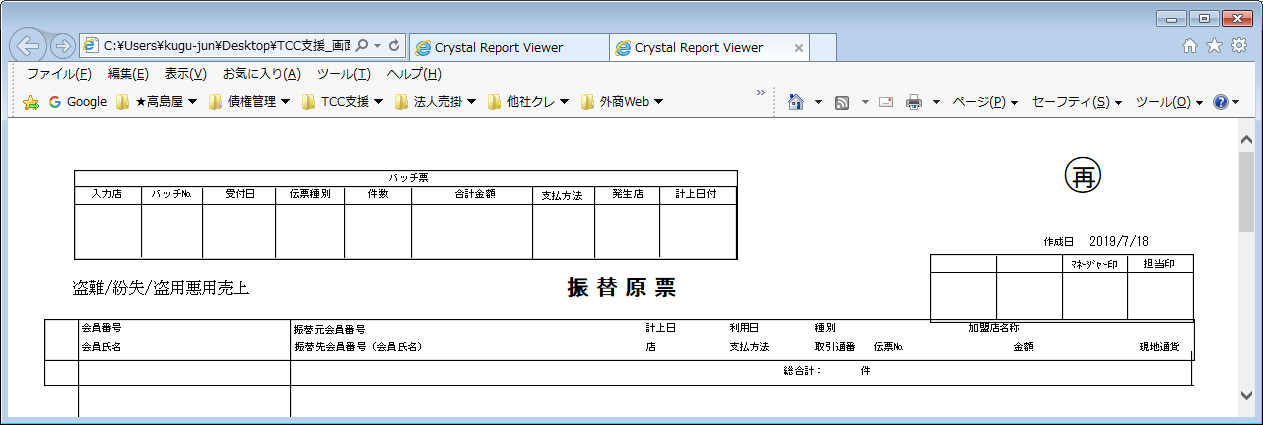 C:¥Users¥kugu-jun¥Desktop¥TCC支援_画面
Crystal Report Viewer
Crystal Report Viewer
ファイル(F) 編集(E) 表示(V) お気に入り(A) ツール(T) ヘルプ(H)
Google ★高島屋 債権管理 TCC支援 法人売掛 他社クレ 外商Web
ページ(P) セーフティ(S) ツール(O)
再
バッチ票
入力店 バッチ№ 受付日 伝票種別 件数 合計金額 支払方法 発生店 計上日付
作成日 2019/7/18
マネージャー印 担当印
盗難/紛失/盗用悪用売上
振替原票
会員番号 振替元会員番号 計上日 利用日 種別 加盟店名称
会員氏名 振替先会員番号（会員氏名） 店 支払方法 取引通番 伝票№ 金額 現地通貨
総合計： 件